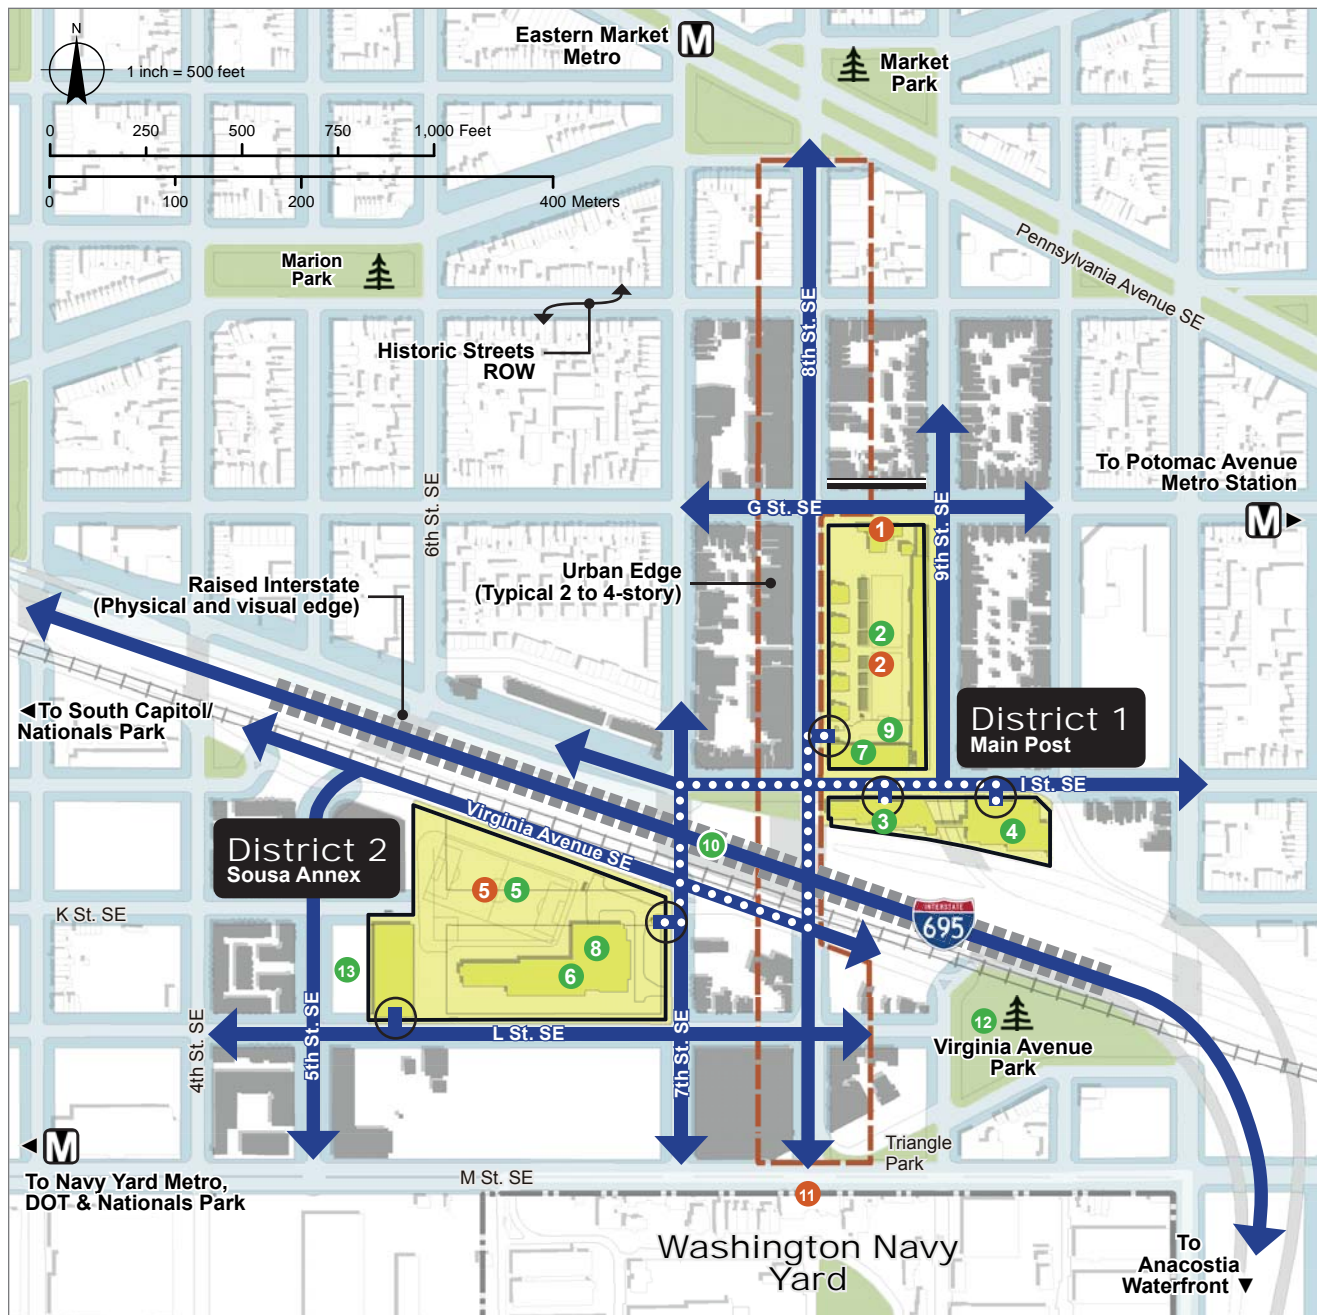 Eastern Market
Metro
M
Market
Park
N
1 inch = 500 feet
0
250
500
750
1,000 Feet
0
100
200
400 Meters
Marion
Park
Pennsylvania Avenue SE
Historic Streets
ROW
8th St. SE
To Potomac Avenue
Metro Station
M
6th St. SE
G St. SE
9th St. SE
1
Raised Interstate
(Physical and visual edge)
Urban Edge
(Typical 2 to 4-story)
2
2
To South Capitol/
Nationals Park
District 1
Main Post
9
7
I St. SE
Virginia Avenue SE
3
4
District 2
Sousa Annex
10
5
5
K St. SE
INTERSTATE
695
8
6
13
12
Virginia Avenue
Park
4th St. SE
5th St. SE
L St. SE
7th St. SE
M
To Navy Yard Metro,
DOT & Nationals Park
Triangle
Park
M St. SE
11
Washington Navy
Yard
To
Anacostia
Waterfront